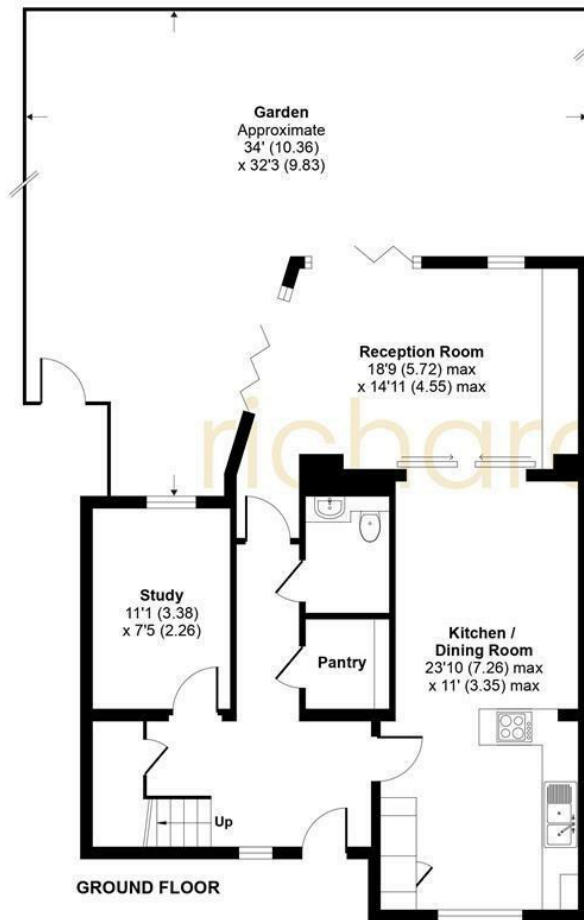 Garden
Approximate
34' (10.36)
x 32'3 (9.83)
Reception Room
18'9 (5.72) max
x 14'11 (4.55) max
Study
11'1 (3.38)
x 7'5 (2.26)
Pantry
Kitchen /
Dining Room
23'10 (7.26) max
x 11' (3.35) max
Up
GROUND FLOOR